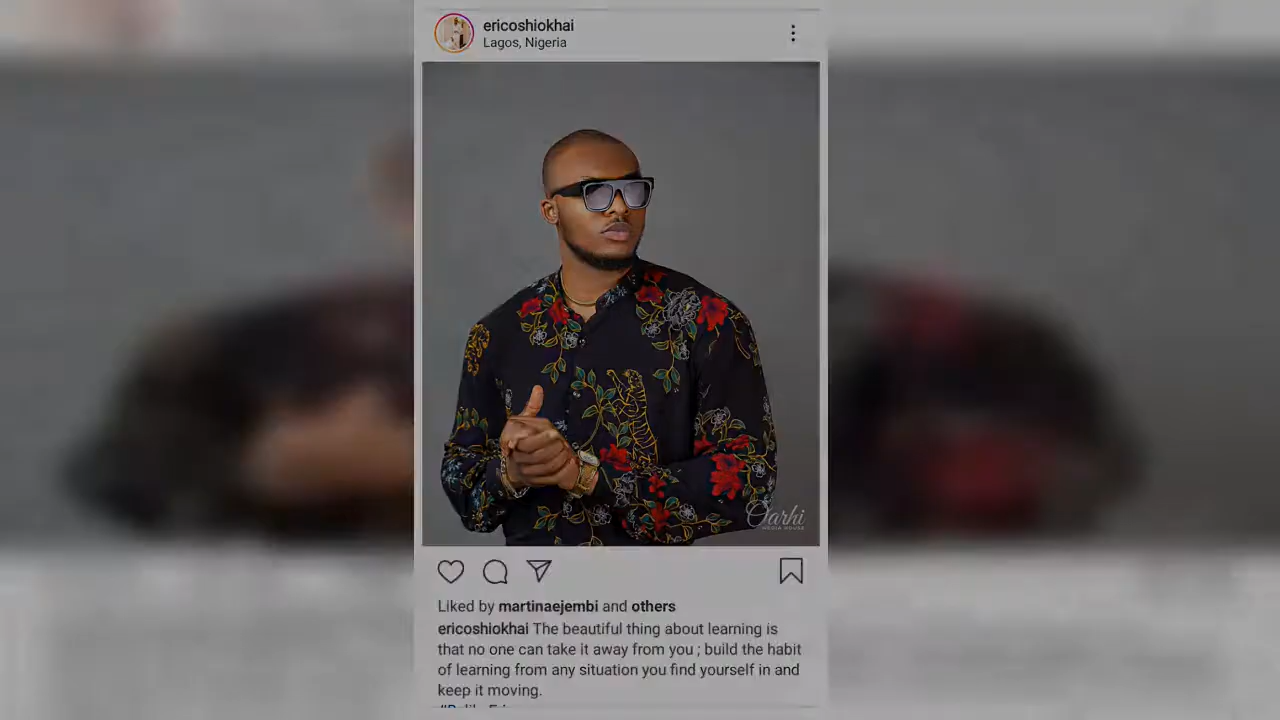 ericoshiokhai
Lagos, Nigeria
Oarhi
MEDIA HOUSE
Liked by martinaejembi and others
ericoshiokhai The beautiful thing about learning is
that no one can take it away from you ; build the habit
of learning from any situation you find yourself in and
keep it moving.